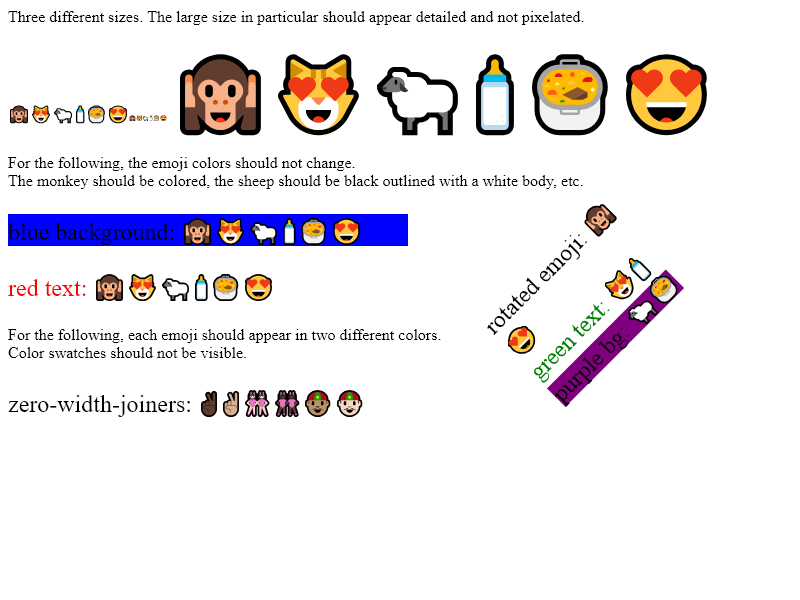 Three different sizes. The large size in particular should appear detailed and not pixelated.
🙉😻🐑🍼🍲😍🙉😻🐑🍼🍲😍 🙉😻🐑🍼🍲😍
For the following, the emoji colors should not change.
The monkey should be colored, the sheep should be black outlined with a white body, etc.
blue background: 🙉😻🐑🍼🍲😍
red text: 🙉😻🐑🍼🍲😍
For the following, each emoji should appear in two different colors.
Color swatches should not be visible.
zero-width-joiners: ✌🏿✌🏼👯🏻👯🏿👲🏽👲🏻
rotated emoji: 🙉
😍
green text: 😻🍼
purple bg: 🐑🍲